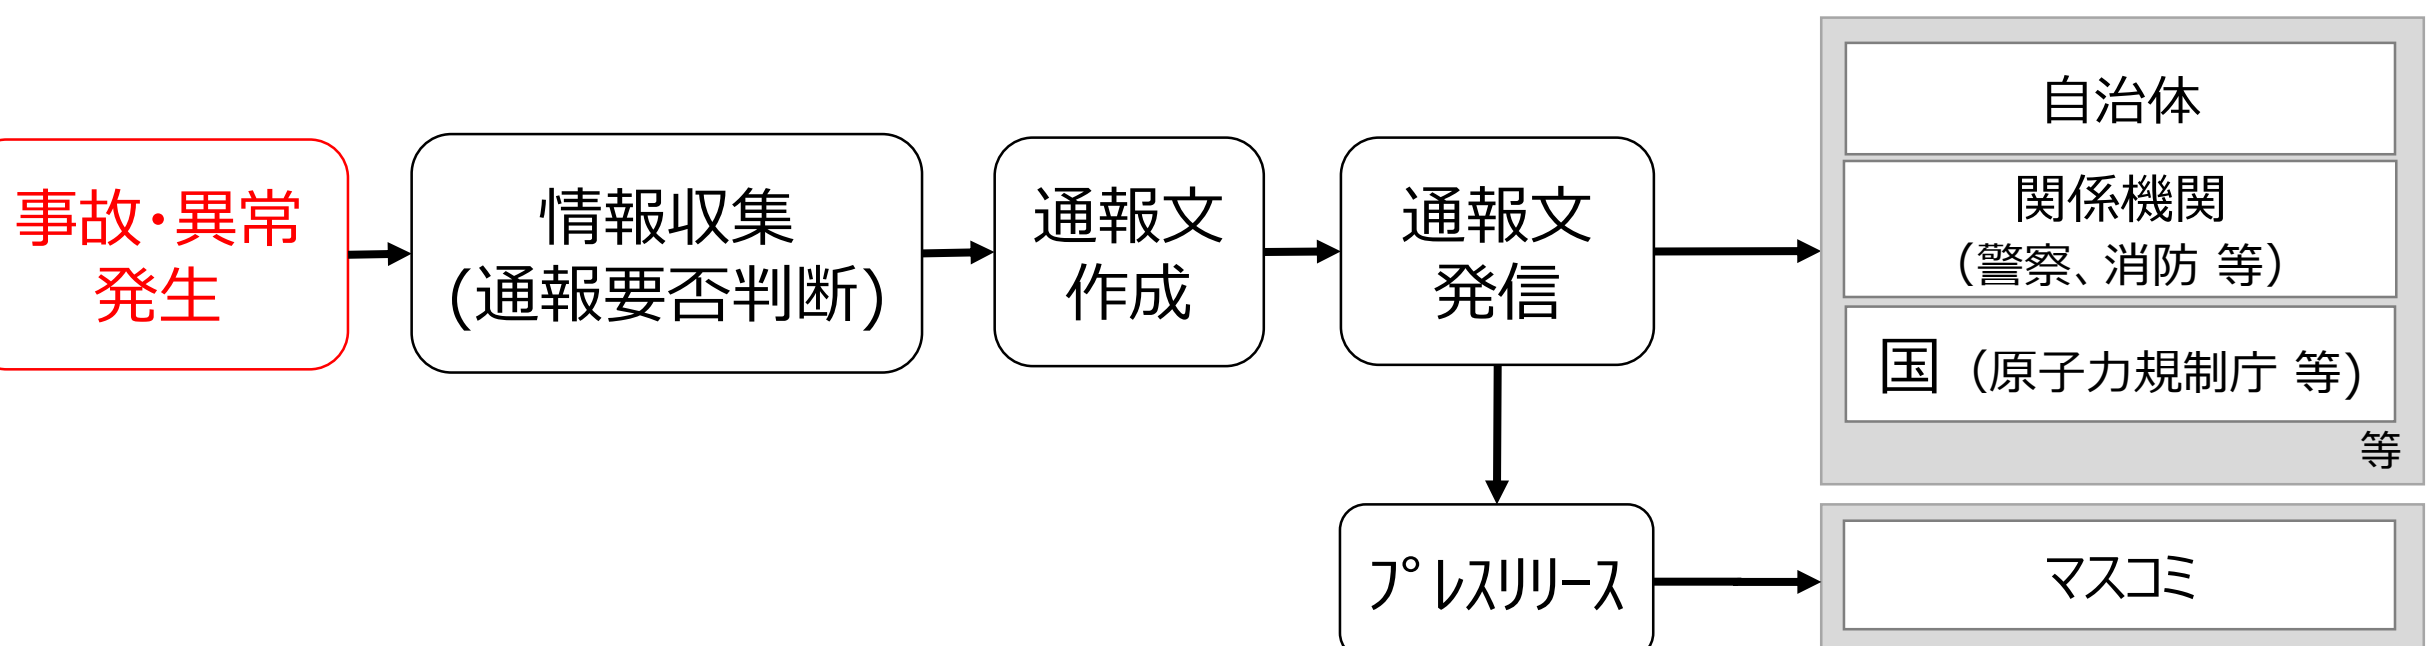 事故・異常
発生
情報収集
(通報要否判断)
通報文
作成
通報文
発信
自治体
関係機関
（警察、消防 等）
国（原子力規制庁 等)
等
ﾌﾟﾚｽﾘﾘｰｽ
マスコミ